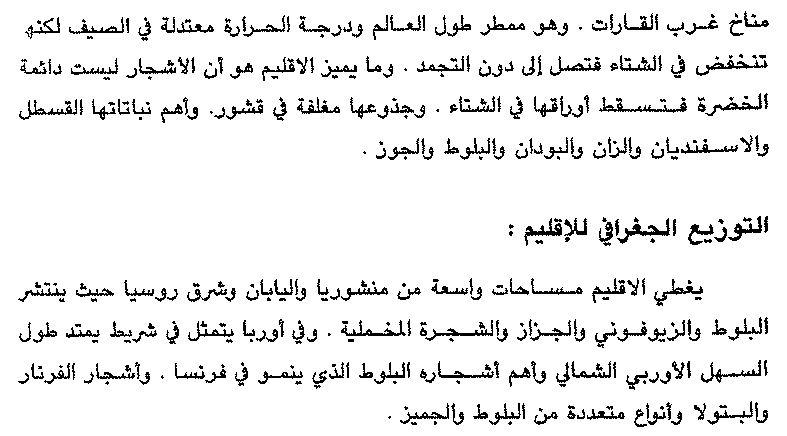 مناخ غرب القارات . وهو ممطر طول العالم ودرجة الحرارة معتدلة في الصيف لكنه
تنخفض في الشتاء فتصل إلى دون التجمد . وما يميز الاقليم هو أن الأشجار ليست دائمة
الخضرة فتسقط أوراقها في الشتاء . وجذوعها مغلفة في قشور. وأهم نباتاتها القسطل
والاسفنديان والزان والبودان والبلوط والجوز .
التوزيع الجغرافي للإقليم :
يغطي الاقليم مساحات واسعة من منشوريا واليابان وشرق روسيا حيث ينتشر
البلوط والزيوفوني والجزاز والشجرة المخملية . وفي أوربا يتمثل في شريط يمتد طول
السهل الأوربي الشمالي وأهم أشجاره البلوط الذي ينمو في فرنسا . وأشجار الفرنار
والبتولا وأنواع متعددة من البلوط والجميز .